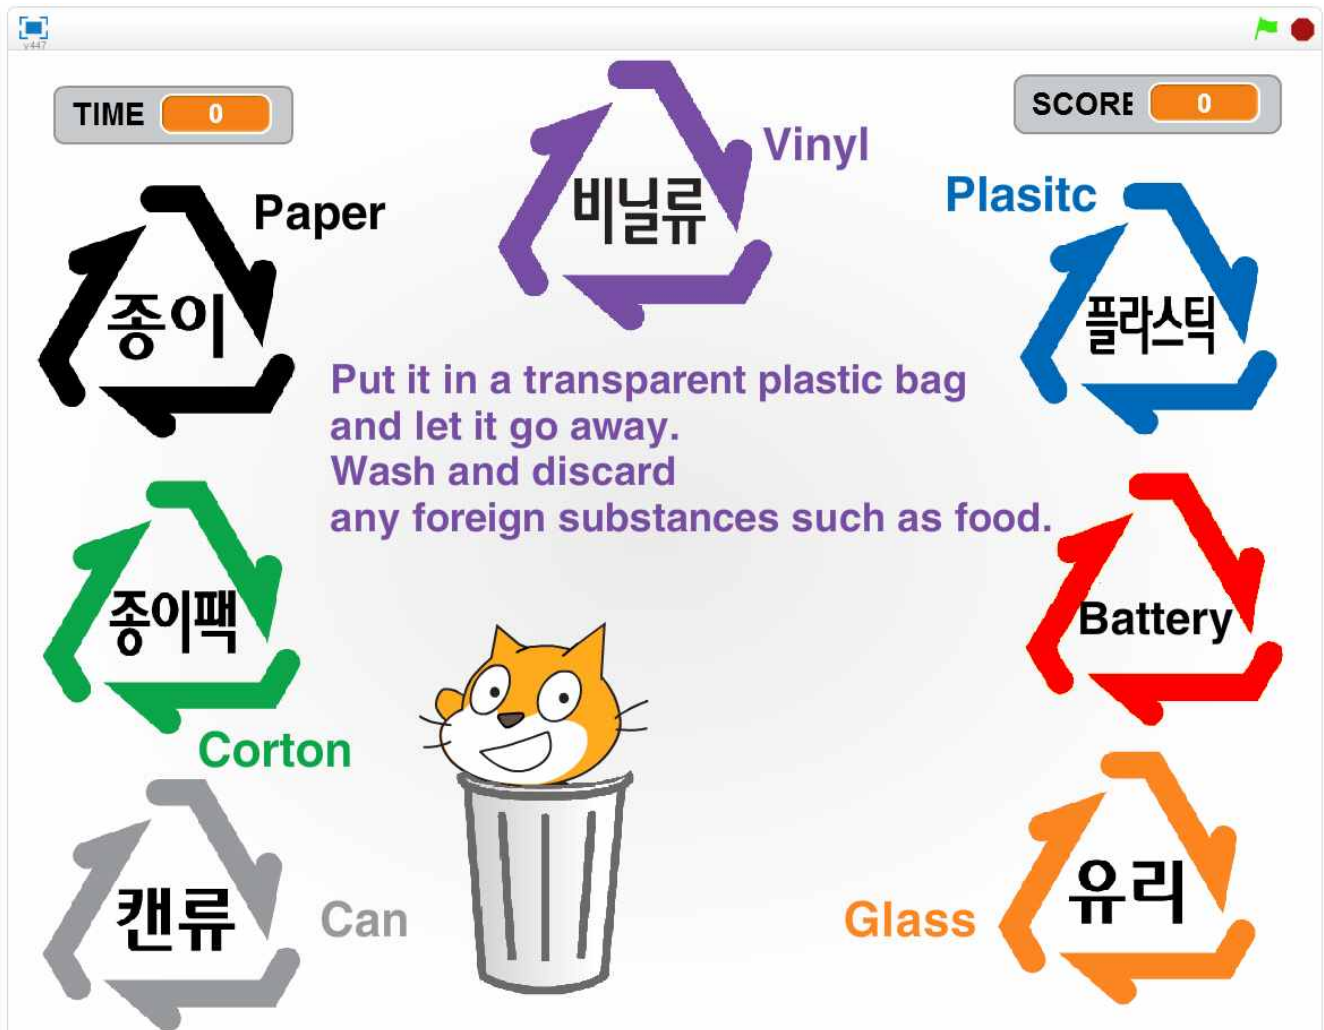 v447
TIME 0
SCORE 0
Vinyl
비닐류
Paper
종이
Plasitc
플라스틱
Put it in a transparent plastic bag
and let it go away.
Wash and discard
any foreign substances such as food.
종이팩
Corton
Battery
캔류
Can
Glass
유리